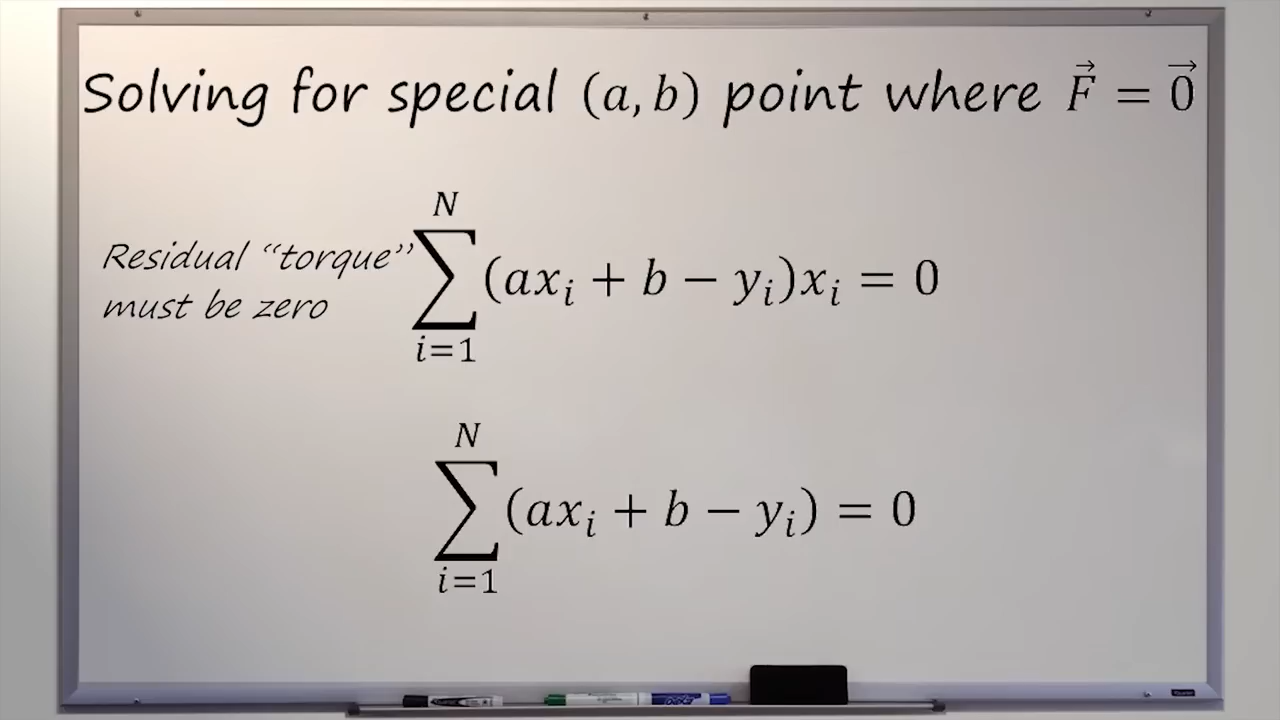 Solving for special (a, b) point where F⃗ = 0⃗
Residual “torque”
must be zero
∑_{i=1}^{N} (ax_i + b − y_i)x_i = 0
∑_{i=1}^{N} (ax_i + b − y_i) = 0